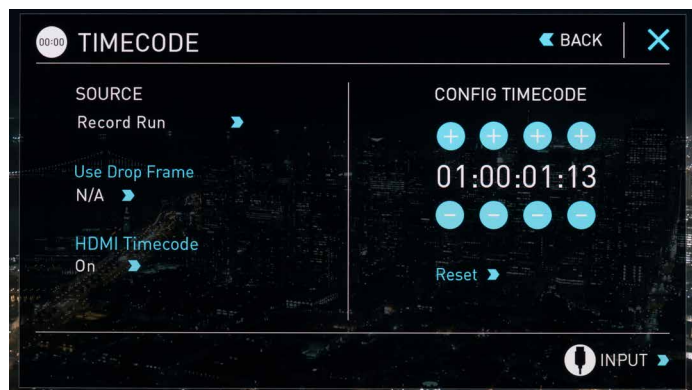 00:00 TIMECODE
BACK
SOURCE
Record Run
Use Drop Frame
N/A
HDMI Timecode
On
CONFIG TIMECODE
01:00:01:13
Reset
INPUT